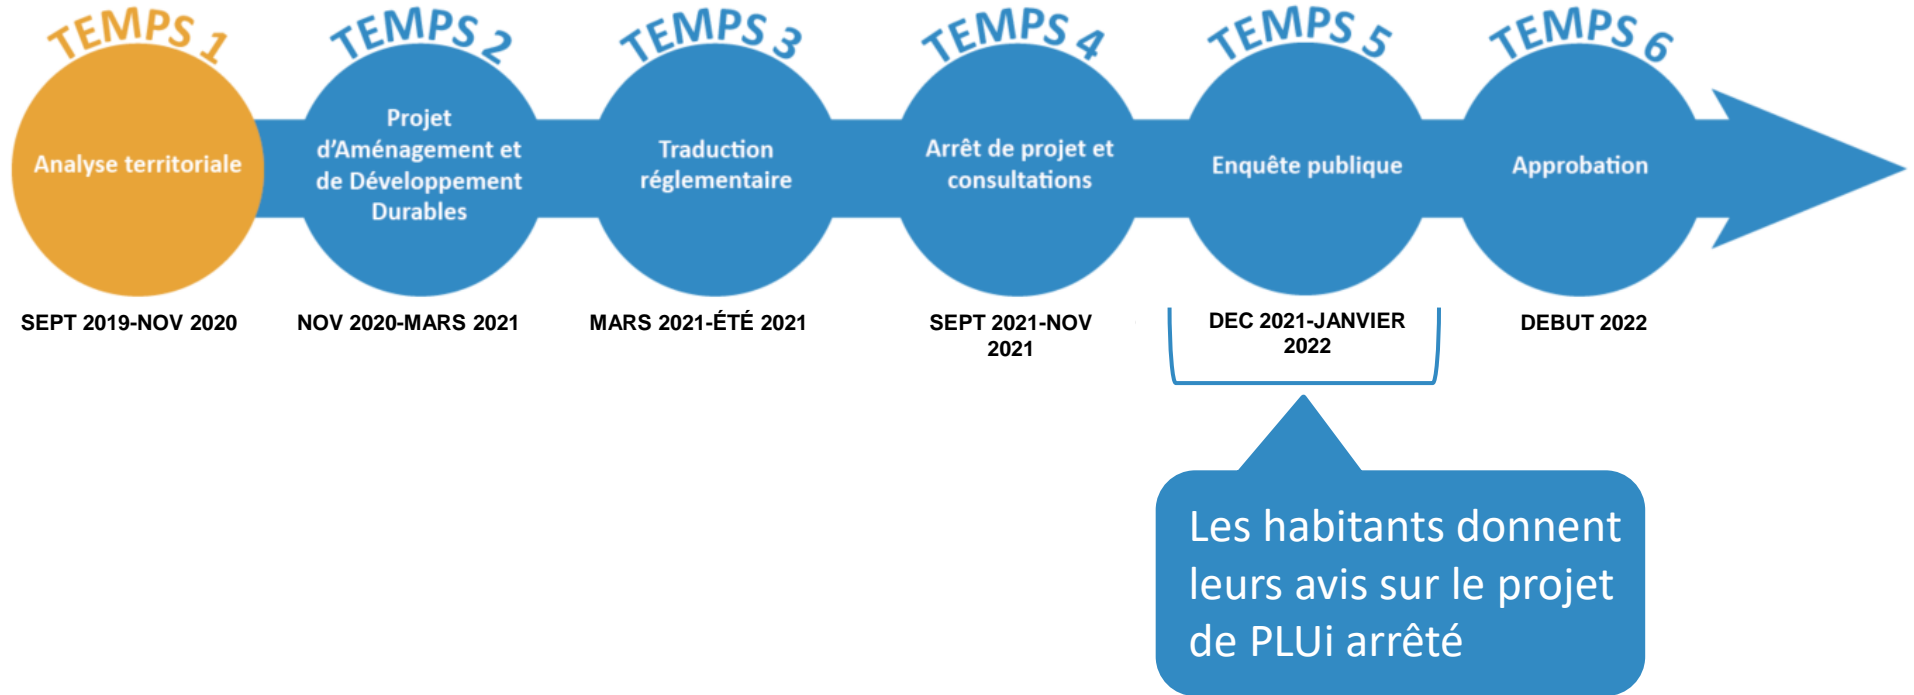 TEMPS 1
TEMPS 2
TEMPS 3
TEMPS 4
TEMPS 5
TEMPS 6
Analyse territoriale
Projet
d'Aménagement et
de Développement
Durables
Traduction
réglementaire
Arrêt de projet et
consultations
Enquête publique
Approbation
SEPT 2019-NOV 2020
NOV 2020-MARS 2021
MARS 2021-ÉTÉ 2021
SEPT 2021-NOV
2021
DEC 2021-JANVIER
2022
DEBUT 2022
Les habitants donnent
leurs avis sur le projet
de PLUi arrêté